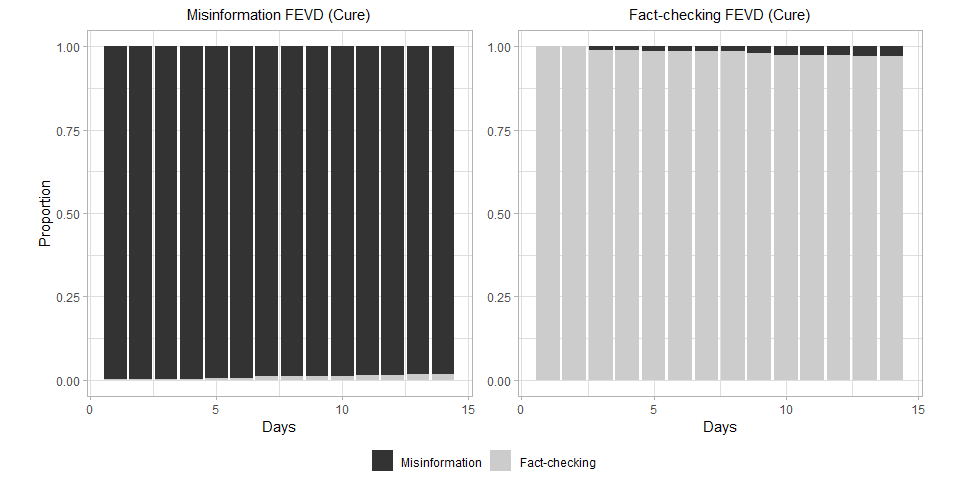 Misinformation FEVD (Cure)
Fact-checking FEVD (Cure)
Proportion
1.00
0.75
0.50
0.25
0.00
0
5
10
15
Days
1.00
0.75
0.50
0.25
0.00
0
5
10
15
Days
Misinformation
Fact-checking